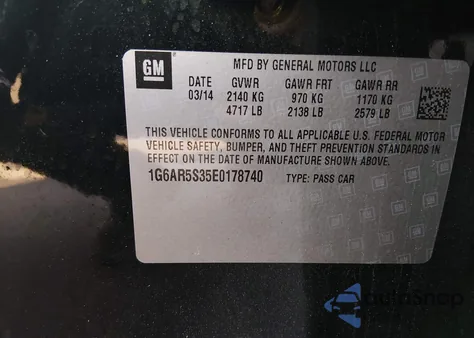 GM
MFD BY GENERAL MOTORS LLC
DATE GVWR GAWR FRT GAWR RR
03/14 2140 KG 970 KG 1170 KG
4717 LB 2138 LB 2579 LB
THIS VEHICLE CONFORMS TO ALL APPLICABLE U.S. FEDERAL MOTOR
VEHICLE SAFETY, BUMPER, AND THEFT PREVENTION STANDARDS IN
EFFECT ON THE DATE OF MANUFACTURE SHOWN ABOVE.
1G6AR5S35E0178740 TYPE: PASS CAR
autoSnap